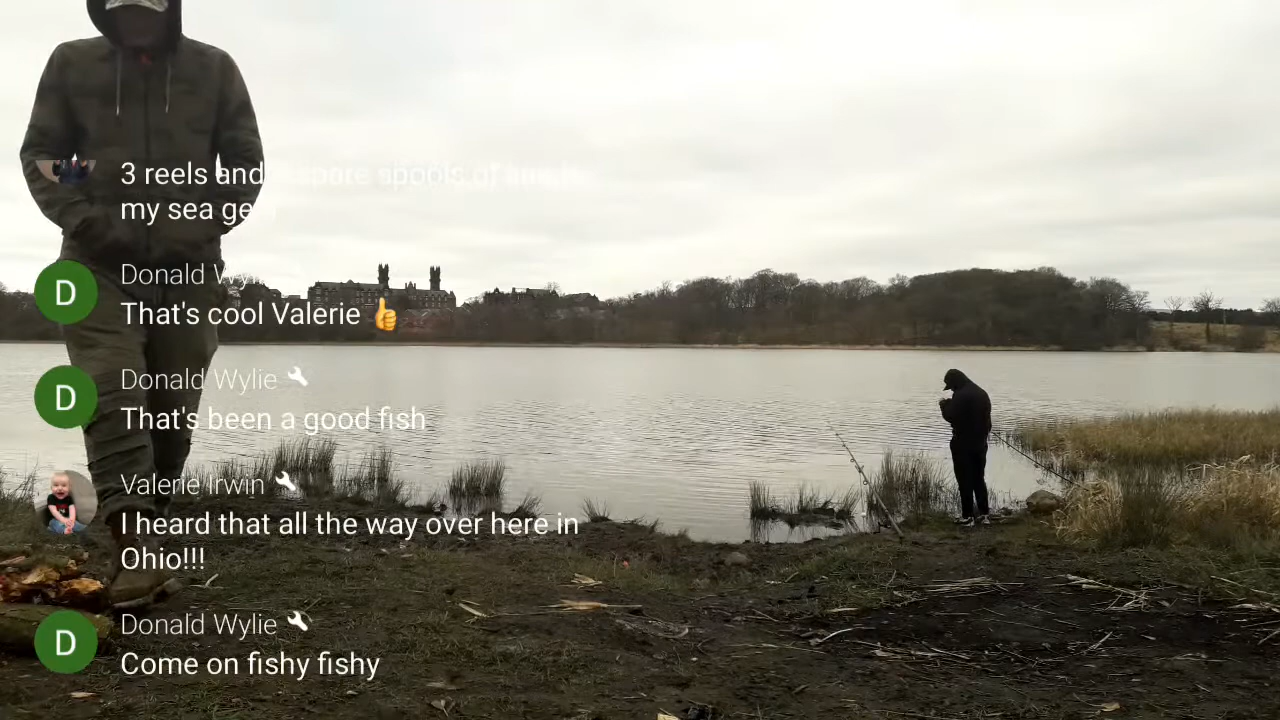 3 reels and
my sea ge
Donald Wy
That's cool Valerie 👍
D
Donald Wylie
That's been a good fish
D
Valerie Irwin
I heard that all the way over here in
Ohio!!!
Donald Wylie
Come on fishy fishy
D